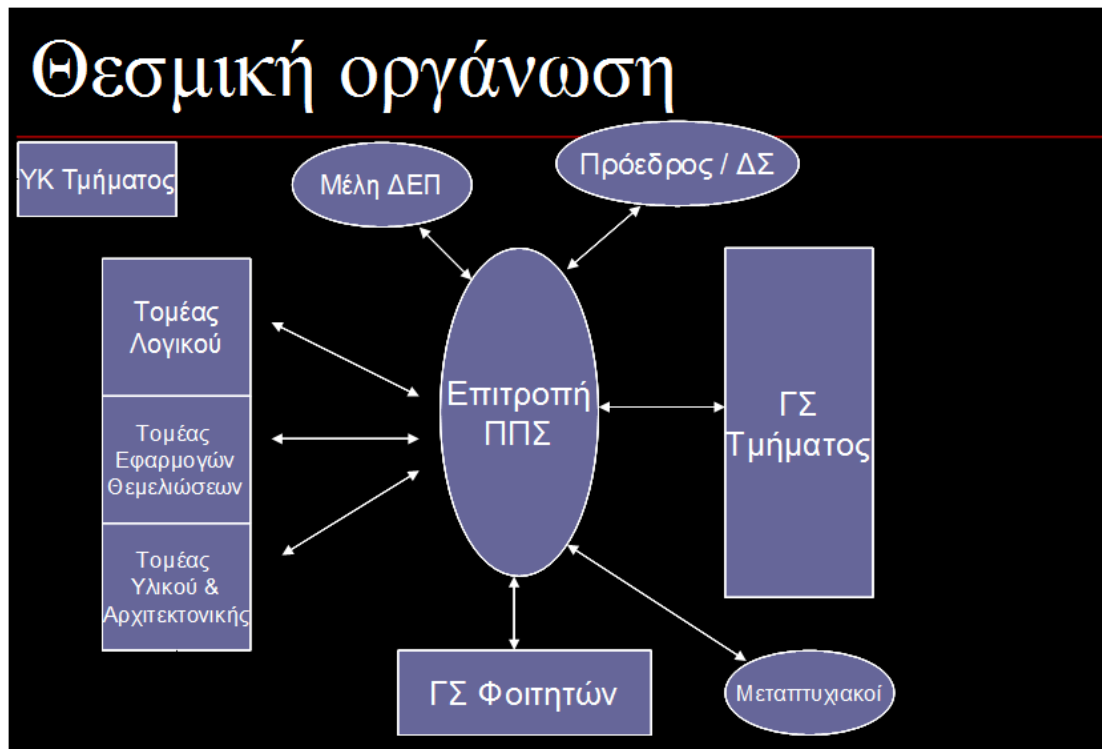 Θεσμική οργάνωση
ΥΚ Τμήματος
Μέλη ΔΕΠ
Πρόεδρος / ΔΣ
Τομέας
Λογικού
Τομέας
Εφαρμογών
Θεμελιώσεων
Τομέας
Υλικού &
Αρχιτεκτονικής
Επιτροπή
ΠΠΣ
ΓΣ
Τμήματος
ΓΣ Φοιτητών
Μεταπτυχιακοί